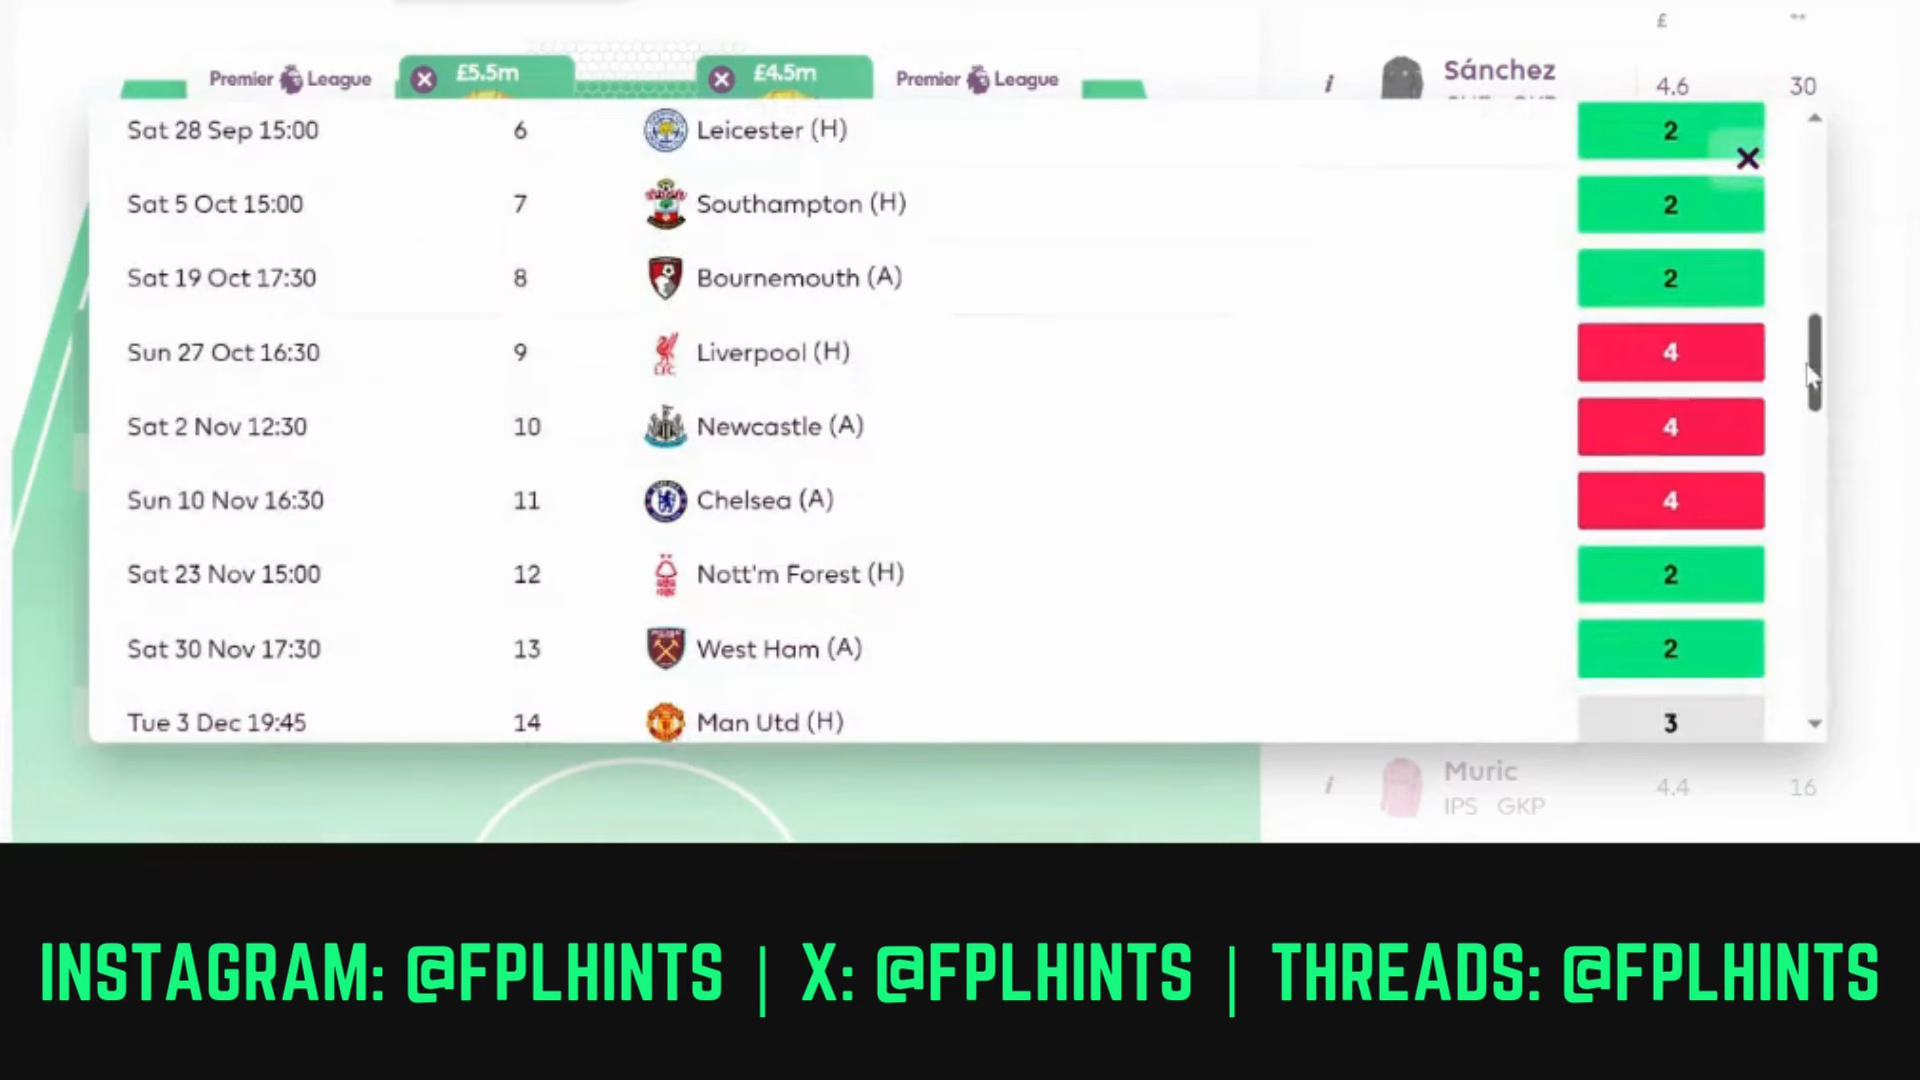 £
Premier League
£5.5m
£4.5m
Premier League
i
Sánchez
4.6
30
Sat 28 Sep 15:00 6 Leicester (H) 2
Sat 5 Oct 15:00 7 Southampton (H) 2
Sat 19 Oct 17:30 8 Bournemouth (A) 2
Sun 27 Oct 16:30 9 Liverpool (H) 4
Sat 2 Nov 12:30 10 Newcastle (A) 4
Sun 10 Nov 16:30 11 Chelsea (A) 4
Sat 23 Nov 15:00 12 Nott'm Forest (H) 2
Sat 30 Nov 17:30 13 West Ham (A) 2
Tue 3 Dec 19:45 14 Man Utd (H) 3
i
Muric
IPS GKP
4.4
16
INSTAGRAM: @FPLHINTS | X: @FPLHINTS | THREADS: @FPLHINTS